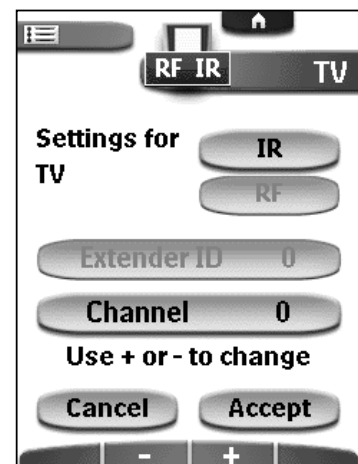 RF IR TV
Settings for IR
TV RF
Extender ID 0
Channel 0
Use + or - to change
Cancel Accept
- +